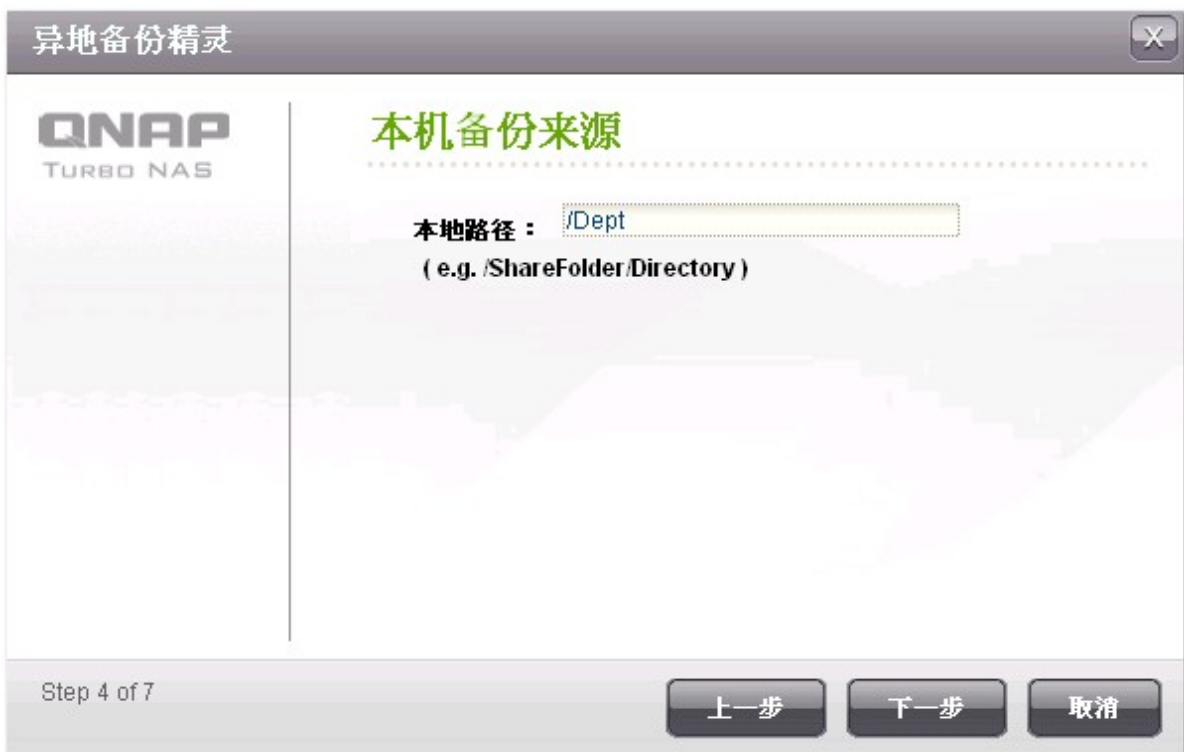 异地备份精灵
X
QNAP
TURBO NAS
本机备份来源
本地路径： /Dept
( e.g. /ShareFolder/Directory )
Step 4 of 7
上一步 下一步 取消